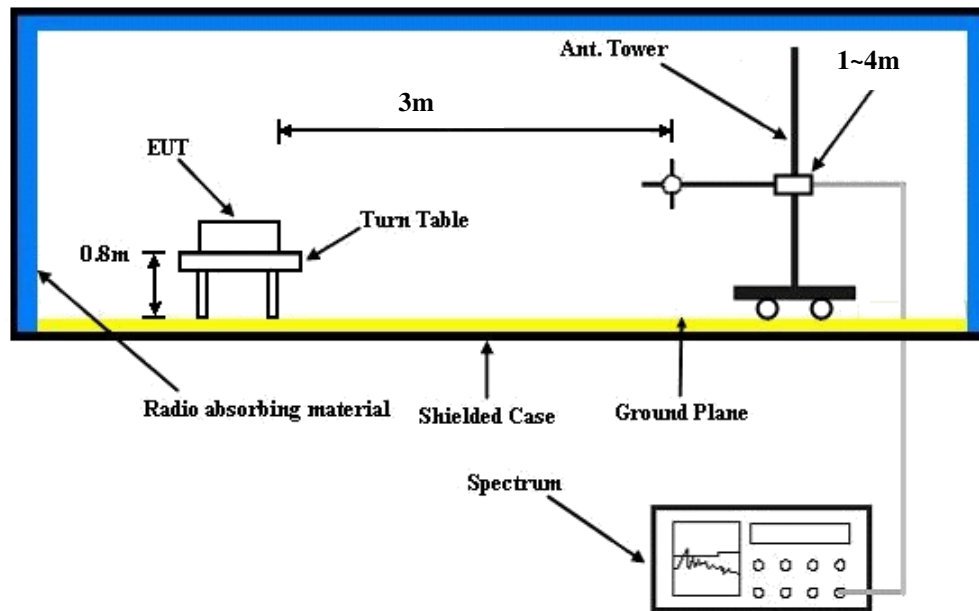 Ant. Tower
1~4m
3m
EUT
Turn Table
0.8m
Radio absorbing material
Shielded Case
Ground Plane
Spectrum